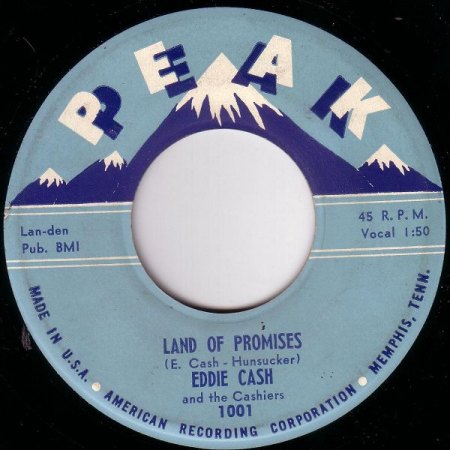 PEAK
Lan-den
Pub. BMI
45 R.P.M.
Vocal 1:50
LAND OF PROMISES
(E. Cash - Hunsucker)
EDDIE CASH
and the Cashiers
1001
MADE IN U.S.A. • AMERICAN RECORDING CORPORATION • MEMPHIS, TENN.